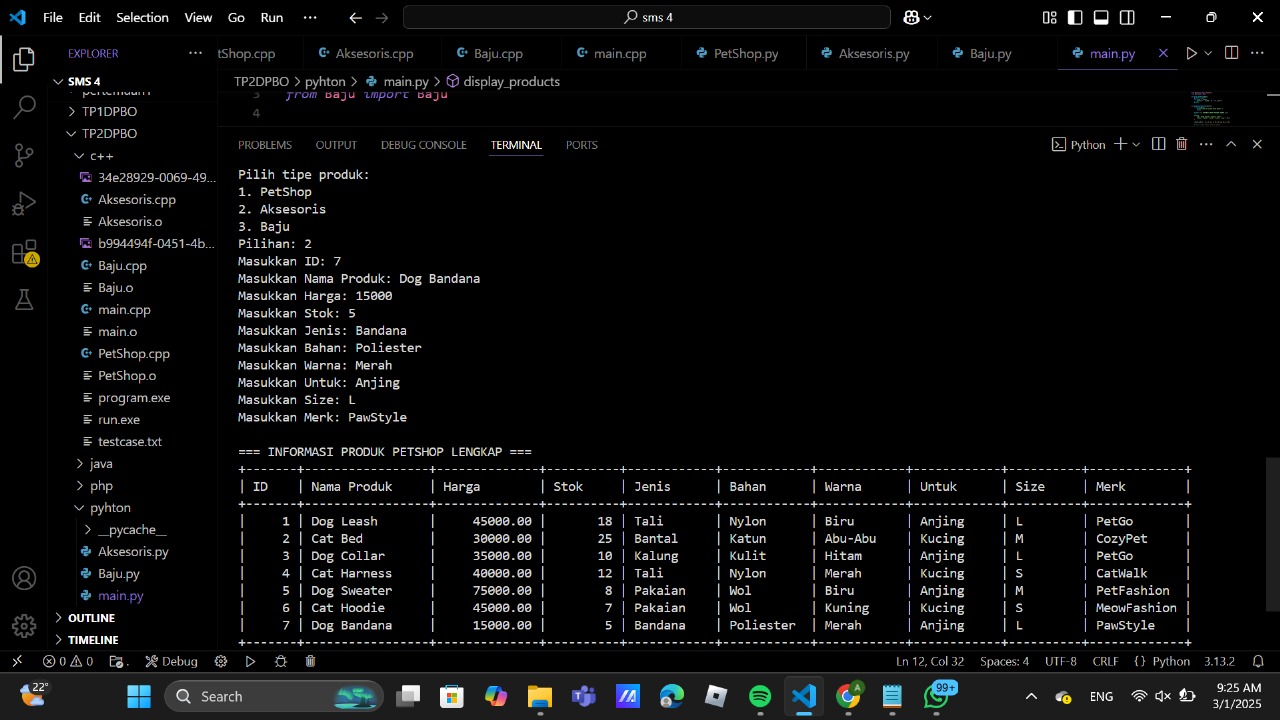 File Edit Selection View Go Run ··· sms 4
EXPLORER ···
tShop.cpp Aksesoris.cpp Baju.cpp main.cpp PetShop.py Aksesoris.py Baju.py main.py
SMS 4
TP2DPBO > pyhton > main.py > display_products
3 from Baju import Baju
4
pertemuan1
TP1DPBO
TP2DPBO
c++
34e28929-0069-49...
Aksesoris.cpp
Aksesoris.o
b994494f-0451-4b...
Baju.cpp
Baju.o
main.cpp
main.o
PetShop.cpp
PetShop.o
program.exe
run.exe
testcase.txt
java
php
pyhton
__pycache__
Aksesoris.py
Baju.py
main.py
OUTLINE
TIMELINE
PROBLEMS OUTPUT DEBUG CONSOLE TERMINAL PORTS Python
Pilih tipe produk:
1. PetShop
2. Aksesoris
3. Baju
Pilihan: 2
Masukkan ID: 7
Masukkan Nama Produk: Dog Bandana
Masukkan Harga: 15000
Masukkan Stok: 5
Masukkan Jenis: Bandana
Masukkan Bahan: Poliester
Masukkan Warna: Merah
Masukkan Untuk: Anjing
Masukkan Size: L
Masukkan Merk: PawStyle
=== INFORMASI PRODUK PETSHOP LENGKAP ===
+-------+-----------------+--------------+----------+------------+------------+------------+------------+----------+-------------+
| ID | Nama Produk | Harga | Stok | Jenis | Bahan | Warna | Untuk | Size | Merk |
+-------+-----------------+--------------+----------+------------+------------+------------+------------+----------+-------------+
| 1 | Dog Leash | 45000.00 | 18 | Tali | Nylon | Biru | Anjing | L | PetGo |
| 2 | Cat Bed | 30000.00 | 25 | Bantal | Katun | Abu-Abu | Kucing | M | CozyPet |
| 3 | Dog Collar | 35000.00 | 10 | Kalung | Kulit | Hitam | Anjing | L | PetGo |
| 4 | Cat Harness | 40000.00 | 12 | Tali | Nylon | Merah | Kucing | S | CatWalk |
| 5 | Dog Sweater | 75000.00 | 8 | Pakaian | Wol | Biru | Anjing | M | PetFashion |
| 6 | Cat Hoodie | 45000.00 | 7 | Pakaian | Wol | Kuning | Kucing | S | MeowFashion |
| 7 | Dog Bandana | 15000.00 | 5 | Bandana | Poliester | Merah | Anjing | L | PawStyle |
+-------+-----------------+--------------+----------+------------+------------+------------+------------+----------+-------------+
0 0 Debug Ln 12, Col 32 Spaces: 4 UTF-8 CRLF {} Python 3.13.2
22° Search 99+ ENG 9:25 AM
3/1/2025